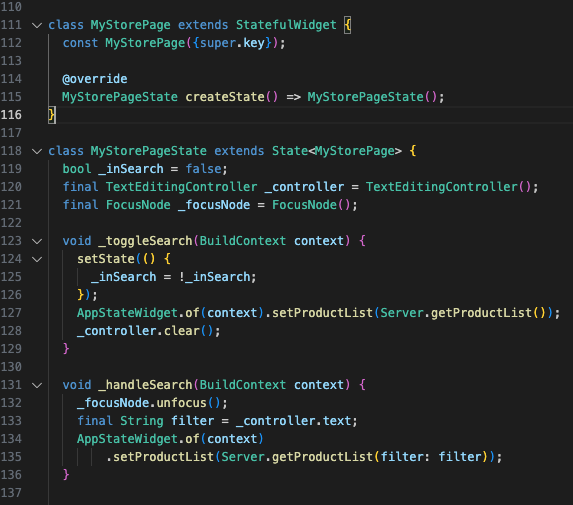 110
111 class MyStorePage extends StatefulWidget {
112   const MyStorePage({super.key});
113
114   @override
115   MyStorePageState createState() => MyStorePageState();
116 }
117
118 class MyStorePageState extends State<MyStorePage> {
119   bool _inSearch = false;
120   final TextEditingController _controller = TextEditingController();
121   final FocusNode _focusNode = FocusNode();
122
123   void _toggleSearch(BuildContext context) {
124     setState(() {
125       _inSearch = !_inSearch;
126     });
127     AppStateWidget.of(context).setProductList(Server.getProductList());
128     _controller.clear();
129   }
130
131   void _handleSearch(BuildContext context) {
132     _focusNode.unfocus();
133     final String filter = _controller.text;
134     AppStateWidget.of(context)
135         .setProductList(Server.getProductList(filter: filter));
136   }
137